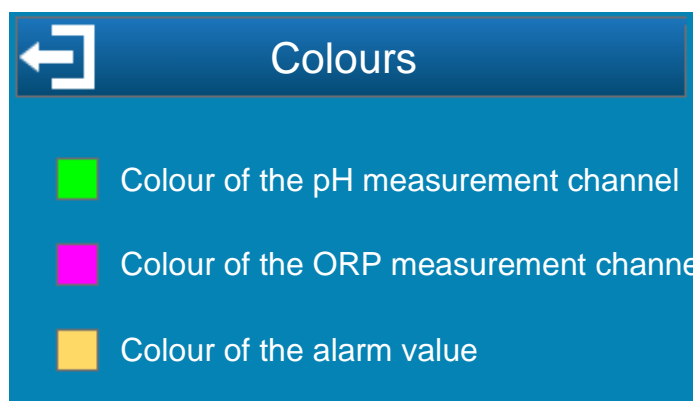 Colours
Colour of the pH measurement channel
Colour of the ORP measurement channe
Colour of the alarm value